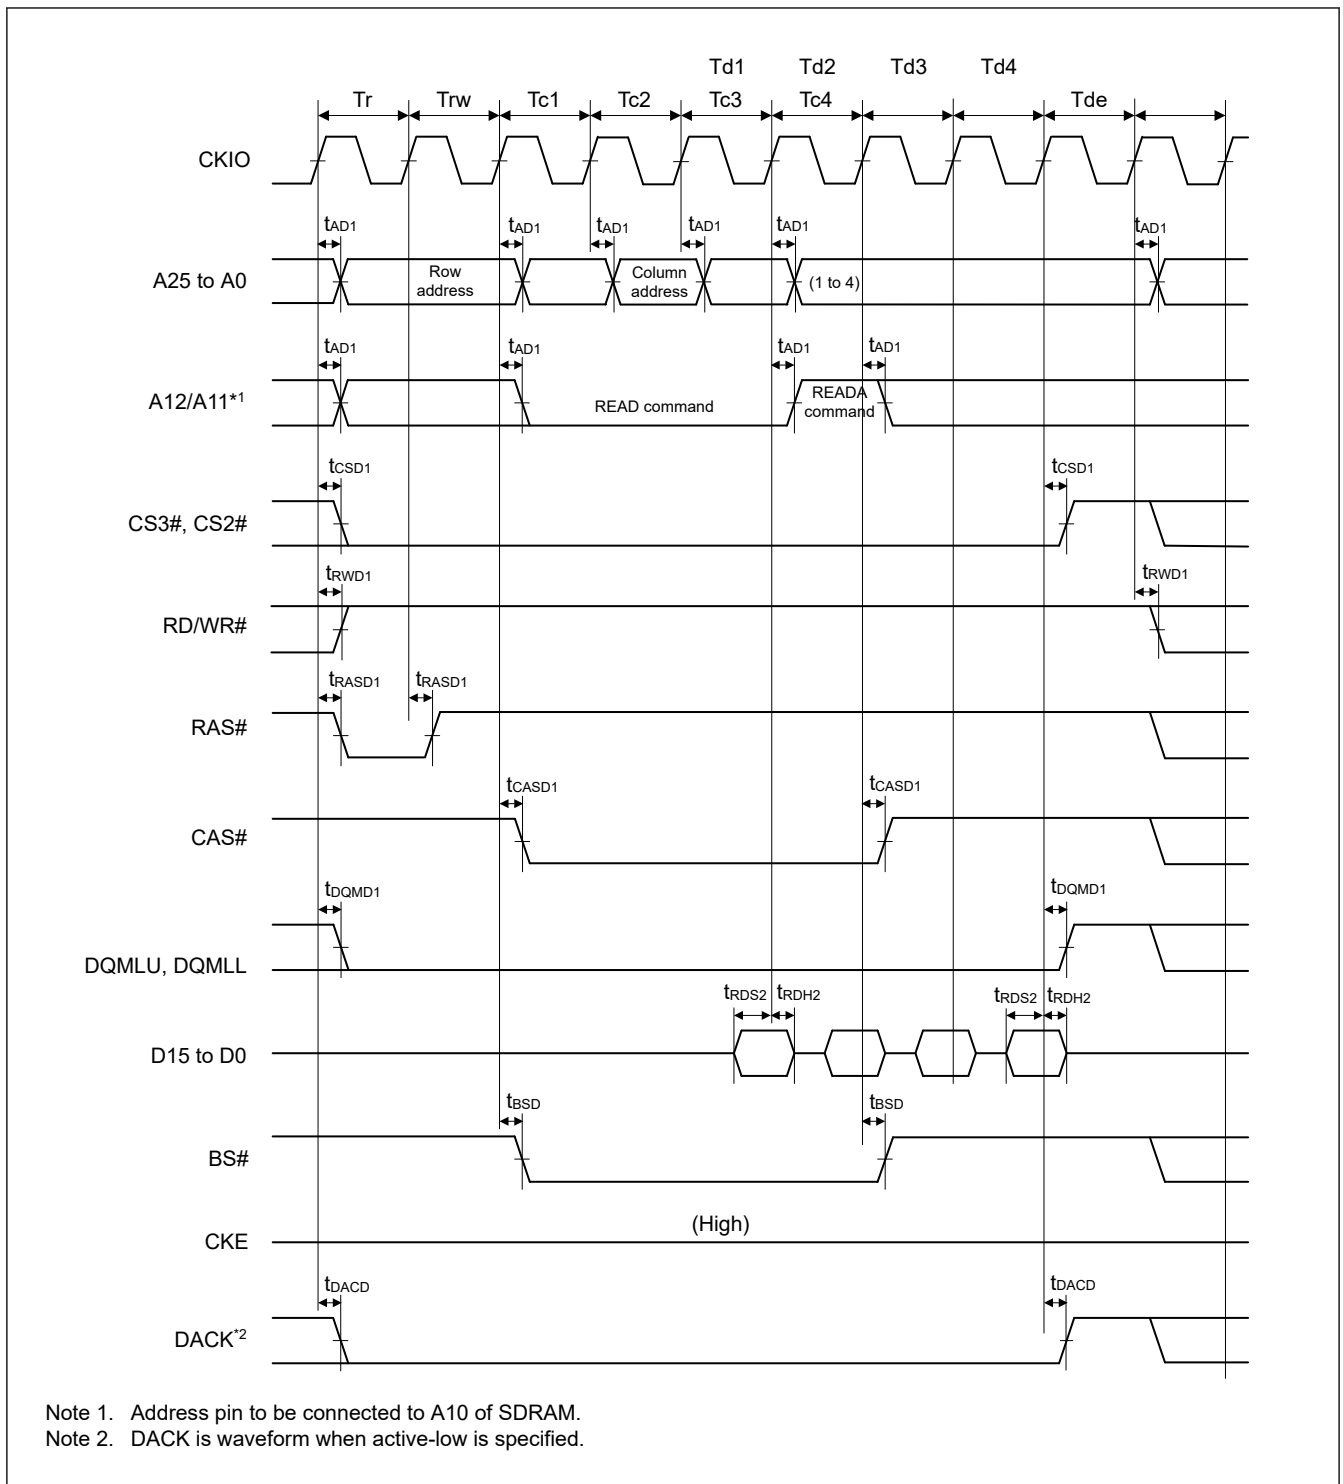 Td1 Td2 Td3 Td4
Tr Trw Tc1 Tc2 Tc3 Tc4 Tde
CKIO
tAD1 tAD1 tAD1 tAD1 tAD1 tAD1
A25 to A0
Row address
Column address
(1 to 4)
tAD1 tAD1 tAD1 tAD1
A12/A11*1
READ command
READA command
tCSD1 tCSD1
CS3#, CS2#
tRWD1 tRWD1
RD/WR#
tRASD1 tRASD1
RAS#
tCASD1 tCASD1
CAS#
tDQMD1 tDQMD1
DQMLU, DQMLL
tRDS2 tRDH2 tRDS2 tRDH2
D15 to D0
tBSD tBSD
BS#
(High)
CKE
tDACD tDACD
DACK*2
Note 1. Address pin to be connected to A10 of SDRAM.
Note 2. DACK is waveform when active-low is specified.